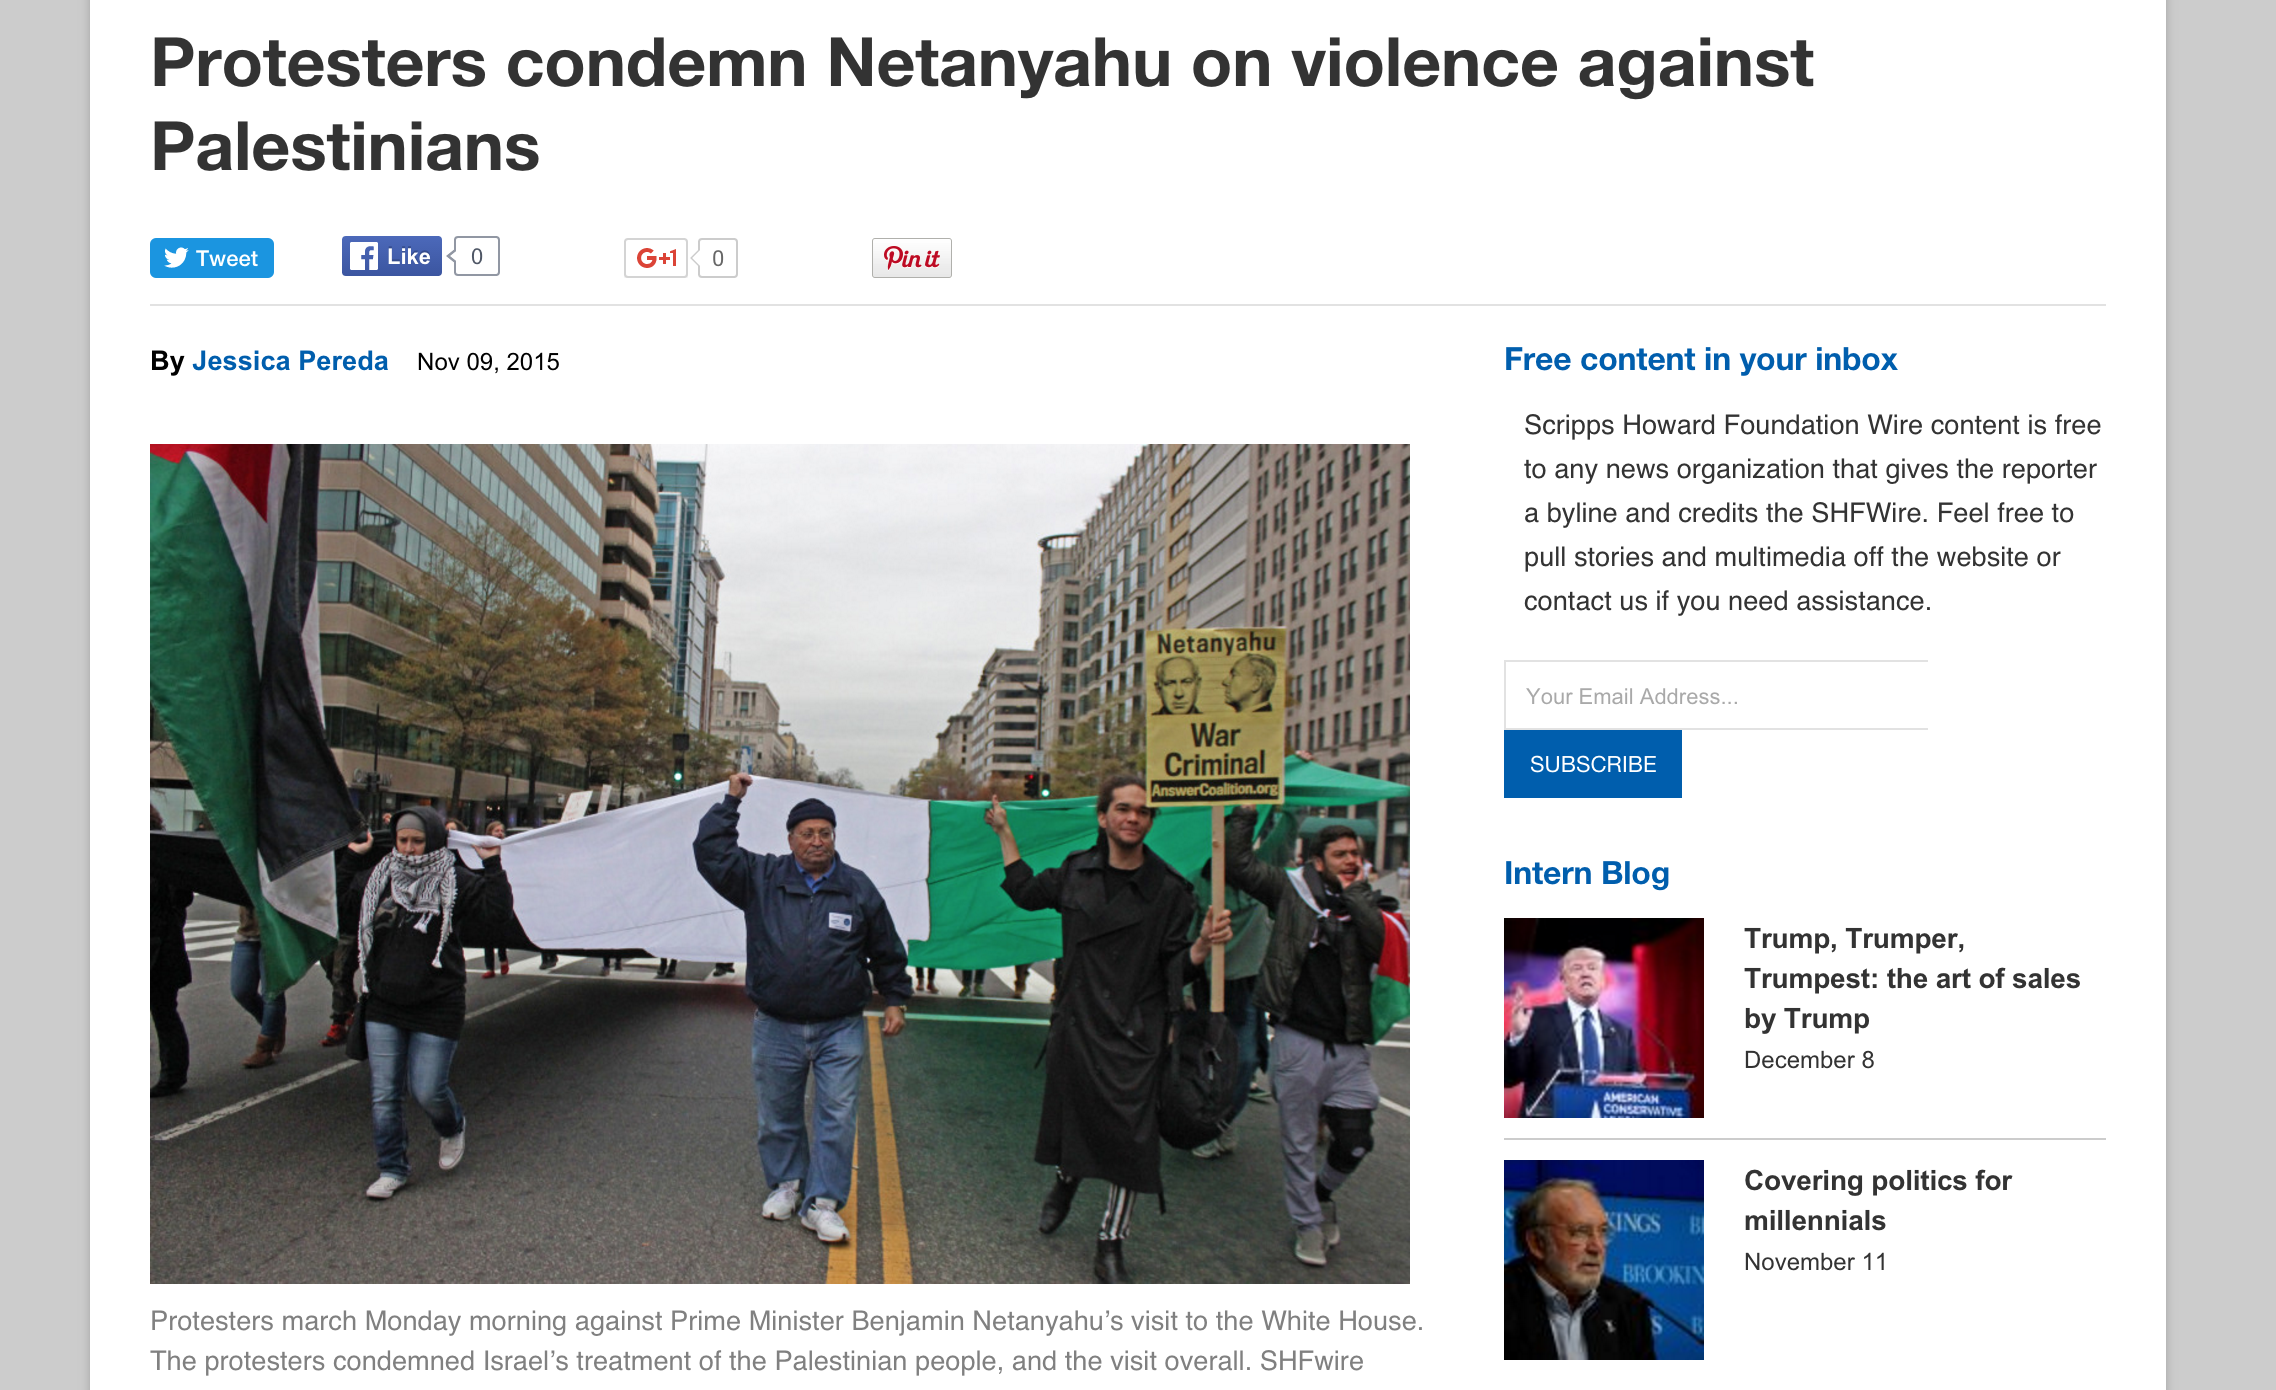 Protesters condemn Netanyahu on violence against
Palestinians
Tweet
Like
0
G+1
0
Pin it
By Jessica Pereda Nov 09, 2015
Netanyahu
War
Criminal
AnswerCoalition.org
Protesters march Monday morning against Prime Minister Benjamin Netanyahu’s visit to the White House.
The protesters condemned Israel’s treatment of the Palestinian people, and the visit overall. SHFwire
Free content in your inbox
Scripps Howard Foundation Wire content is free
to any news organization that gives the reporter
a byline and credits the SHFWire. Feel free to
pull stories and multimedia off the website or
contact us if you need assistance.
Your Email Address...
SUBSCRIBE
Intern Blog
AMERICAN
CONSERVATIVE
Trump, Trumper,
Trumpest: the art of sales
by Trump
December 8
KINGS B
BROOKIN
S B
Covering politics for
millennials
November 11